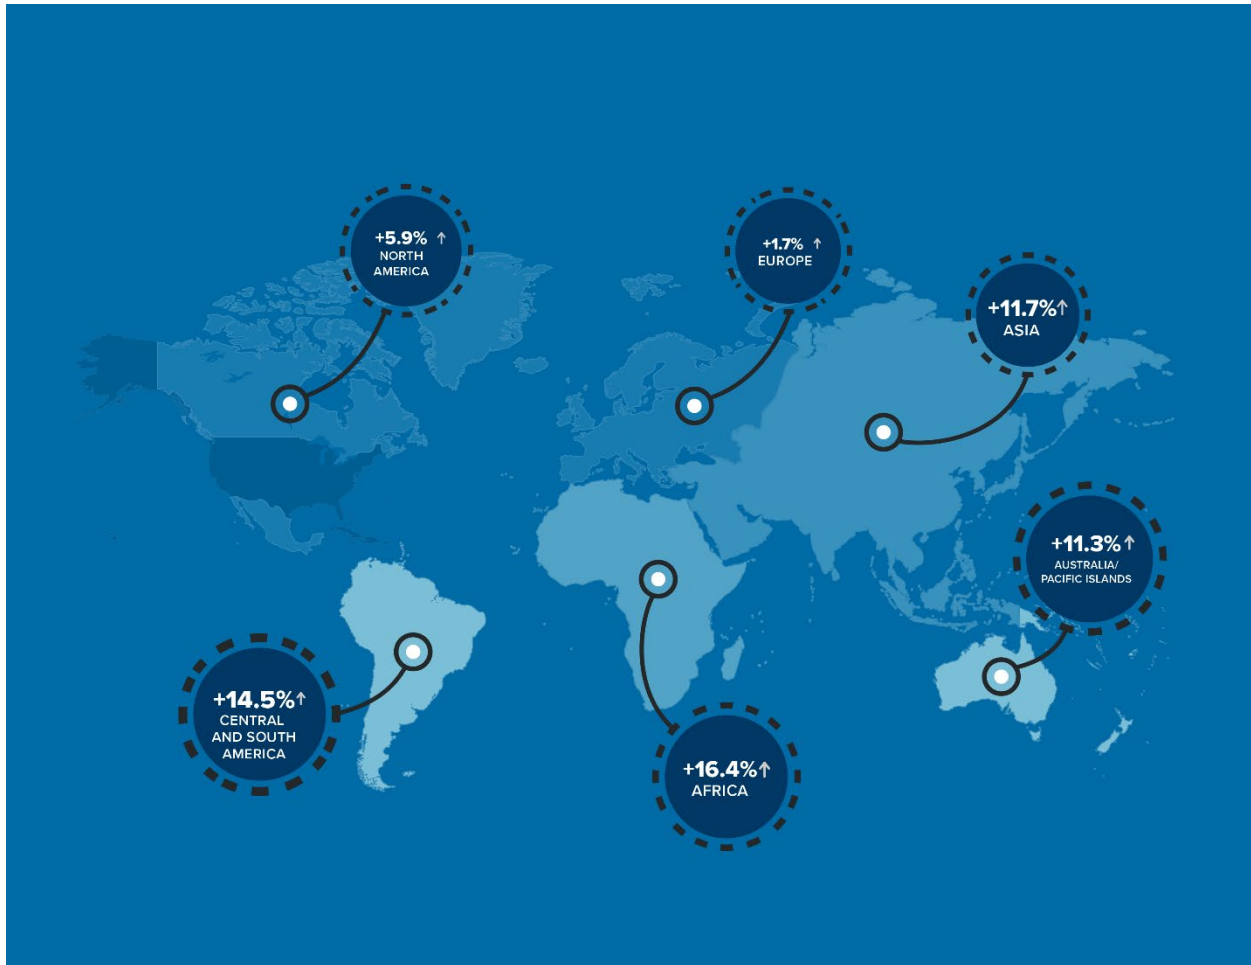 +5.9% ↑
NORTH
AMERICA
+1.7% ↑
EUROPE
+11.7%↑
ASIA
+11.3%↑
AUSTRALIA/
PACIFIC ISLANDS
+14.5%↑
CENTRAL
AND SOUTH
AMERICA
+16.4%↑
AFRICA